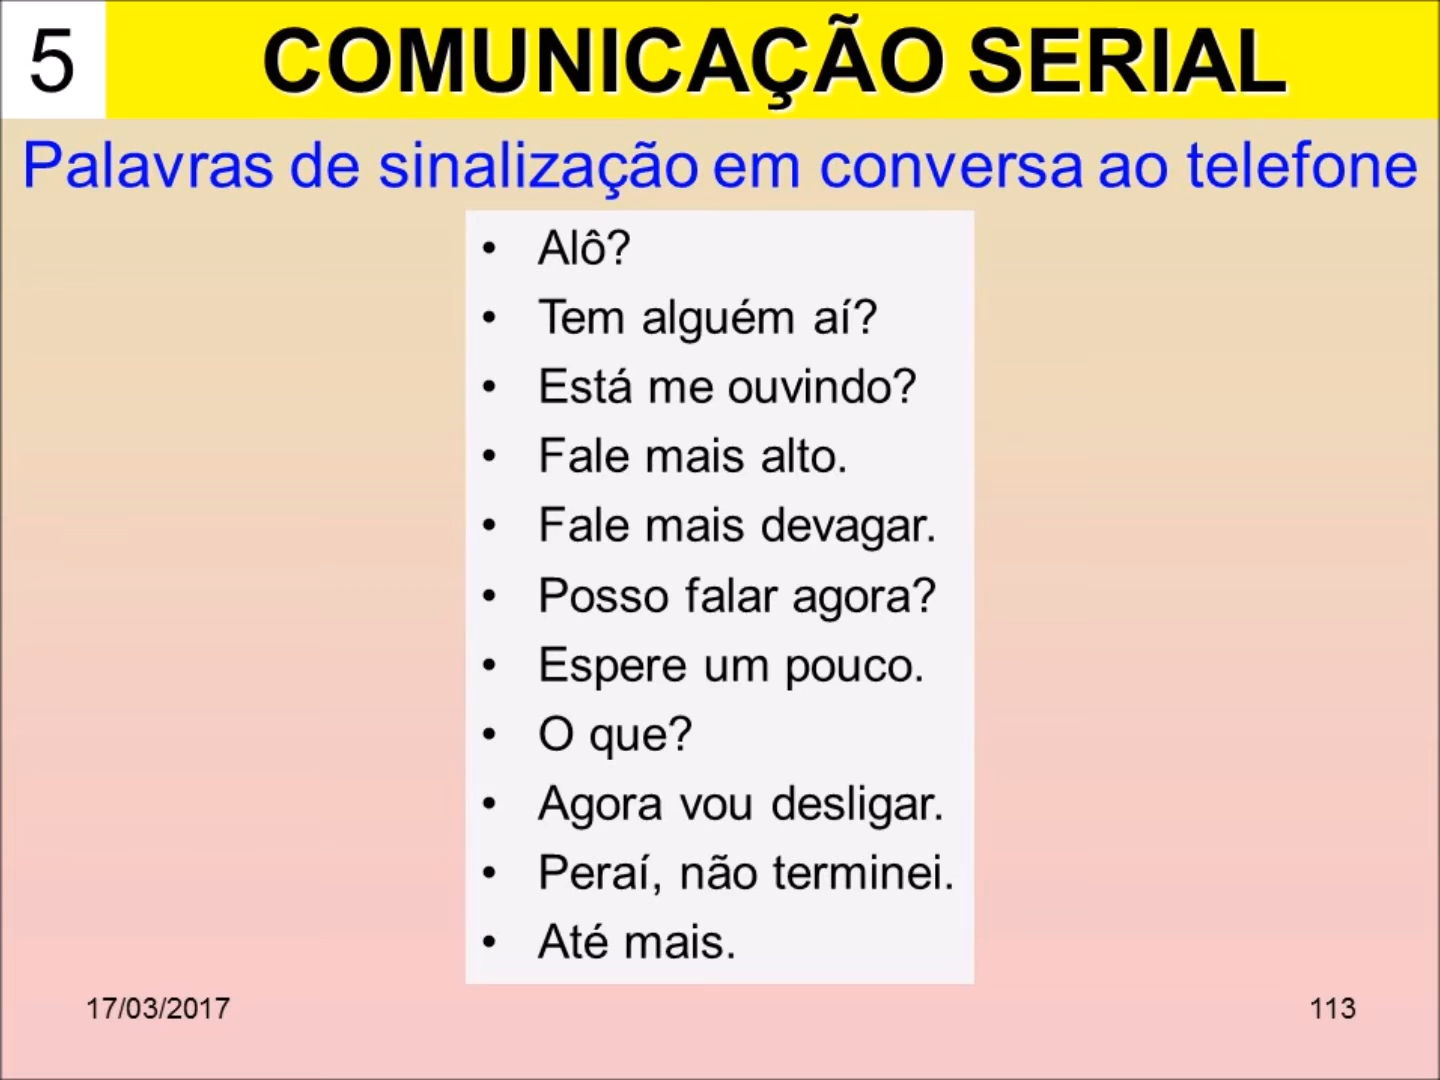 5
COMUNICAÇÃO SERIAL
Palavras de sinalização em conversa ao telefone
• Alô?
• Tem alguém aí?
• Está me ouvindo?
• Fale mais alto.
• Fale mais devagar.
• Posso falar agora?
• Espere um pouco.
• O que?
• Agora vou desligar.
• Peraí, não terminei.
• Até mais.
17/03/2017
113